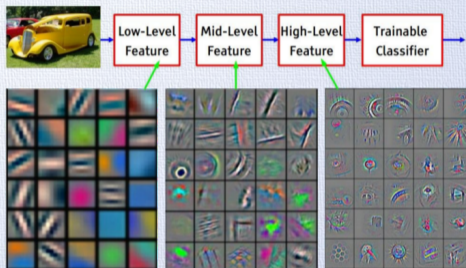 Low-Level
Feature
Mid-Level
Feature
High-Level
Feature
Trainable
Classifier